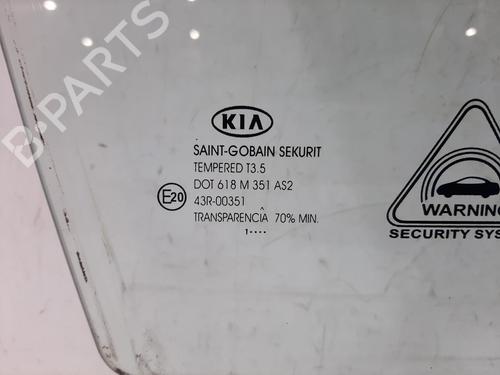 B-PARTS
KIA
SAINT-GOBAIN SEKURIT
TEMPERED T3.5
DOT 618 M 351 AS2
E20
43R-00351
TRANSPARENCIÂ 70% MIN.
1····
WARNING
SECURITY SYS